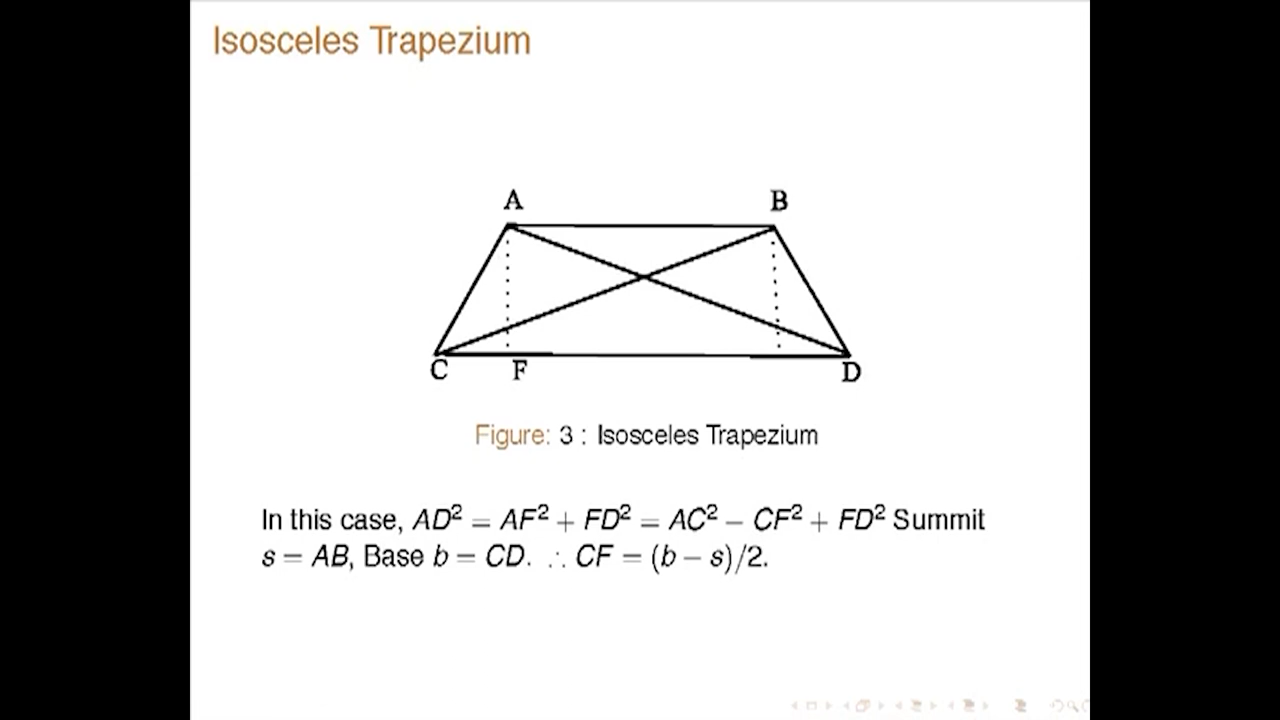 Isosceles Trapezium
A B
C F D
Figure: 3 : Isosceles Trapezium
In this case, AD² = AF² + FD² = AC² − CF² + FD² Summit
s = AB, Base b = CD. ∴ CF = (b − s)/2.